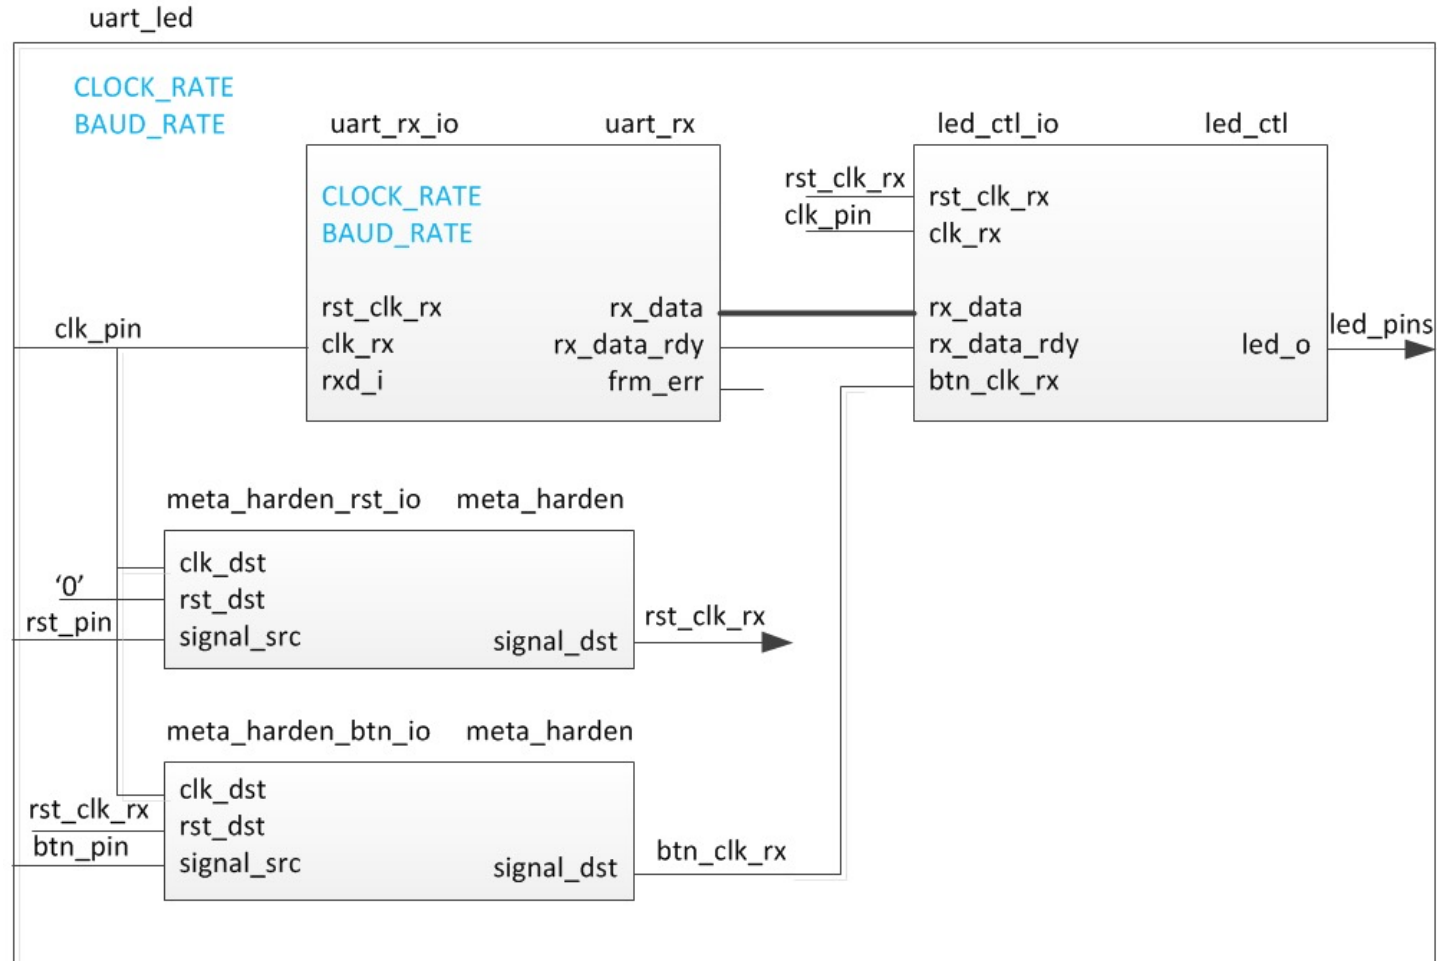 uart_led
CLOCK_RATE
BAUD_RATE
uart_rx_io uart_rx
CLOCK_RATE
BAUD_RATE
rst_clk_rx rx_data
clk_rx rx_data_rdy
rxd_i frm_err
clk_pin
led_ctl_io led_ctl
rst_clk_rx
clk_pin
rst_clk_rx
clk_rx
rx_data
rx_data_rdy led_o
btn_clk_rx
led_pins
meta_harden_rst_io meta_harden
‘0’
rst_pin
clk_dst
rst_dst
signal_src signal_dst
rst_clk_rx
meta_harden_btn_io meta_harden
rst_clk_rx
btn_pin
clk_dst
rst_dst
signal_src signal_dst
btn_clk_rx